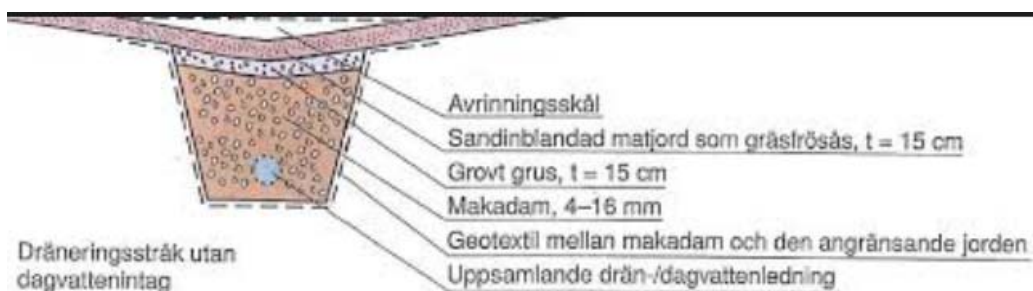 Avrinningsskål
Sandinblandad matjord som gräsfrösås, t = 15 cm
Grovt grus, t = 15 cm
Makadam, 4–16 mm
Geotextil mellan makadam och den angränsande jorden
Uppsamlande drän-/dagvattenledning
Dräneringsstråk utan
dagvattenintag